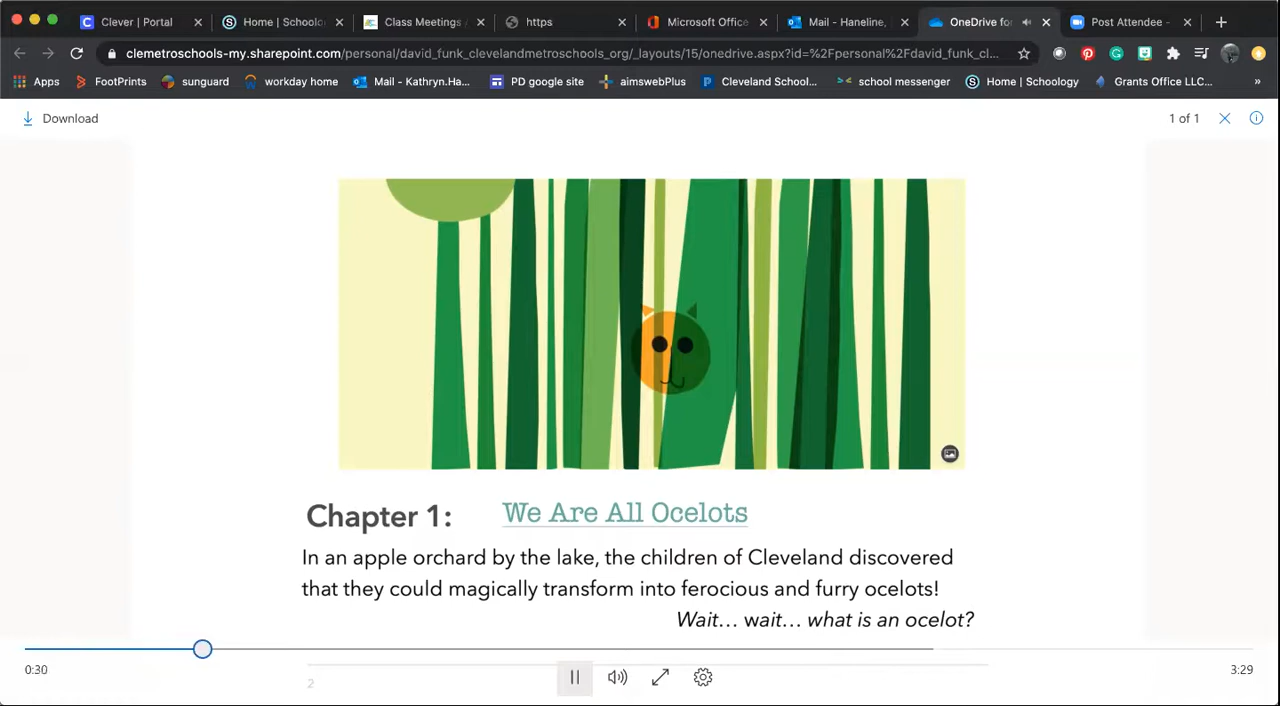 Clever | Portal
Home | Schoolo
Class Meetings
https
Microsoft Office
Mail - Haneline,
OneDrive for
Post Attendee -
clemetroschools-my.sharepoint.com/personal/david_funk_clevelandmetroschools_org/_layouts/15/onedrive.aspx?id=%2Fpersonal%2Fdavid_funk_cl...
Apps
FootPrints
sunguard
workday home
Mail - Kathryn.Ha...
PD google site
aimswebPlus
Cleveland School...
school messenger
Home | Schoology
Grants Office LLC...
»
Download
1 of 1
Chapter 1: We Are All Ocelots
In an apple orchard by the lake, the children of Cleveland discovered
that they could magically transform into ferocious and furry ocelots!
Wait... wait... what is an ocelot?
0:30
3:29
2